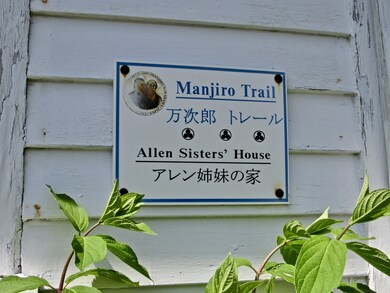 Manjiro Trail
万次郎 トレール
Allen Sisters' House
アレン姉妹の家